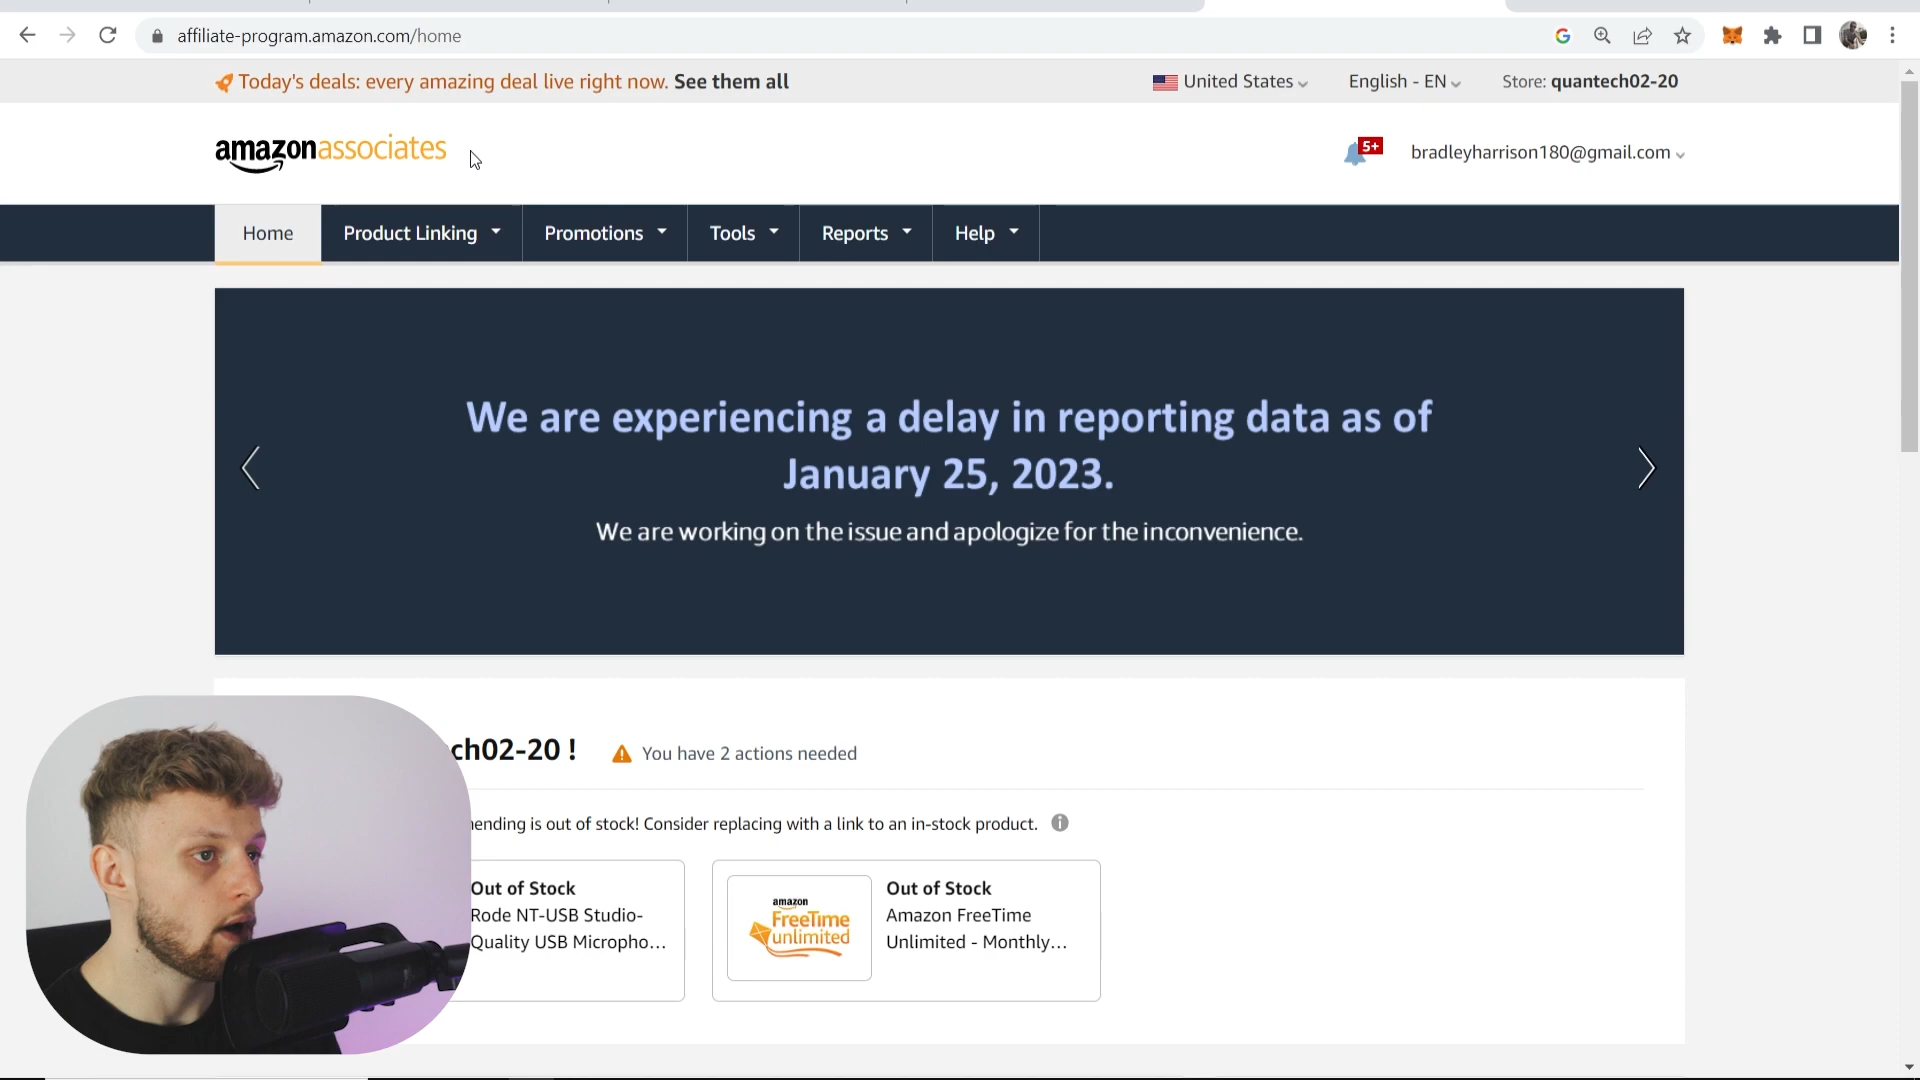 affiliate-program.amazon.com/home
Today's deals: every amazing deal live right now. See them all
United States
English - EN
Store: quantech02-20
amazonassociates
5+
bradleyharrison180@gmail.com
Home
Product Linking
Promotions
Tools
Reports
Help
We are experiencing a delay in reporting data as of
January 25, 2023.
We are working on the issue and apologize for the inconvenience.
ch02-20 !
You have 2 actions needed
ending is out of stock! Consider replacing with a link to an in-stock product.
Out of Stock
Rode NT-USB Studio-
Quality USB Micropho...
amazon
FreeTime
unlimited
Out of Stock
Amazon FreeTime
Unlimited - Monthly...